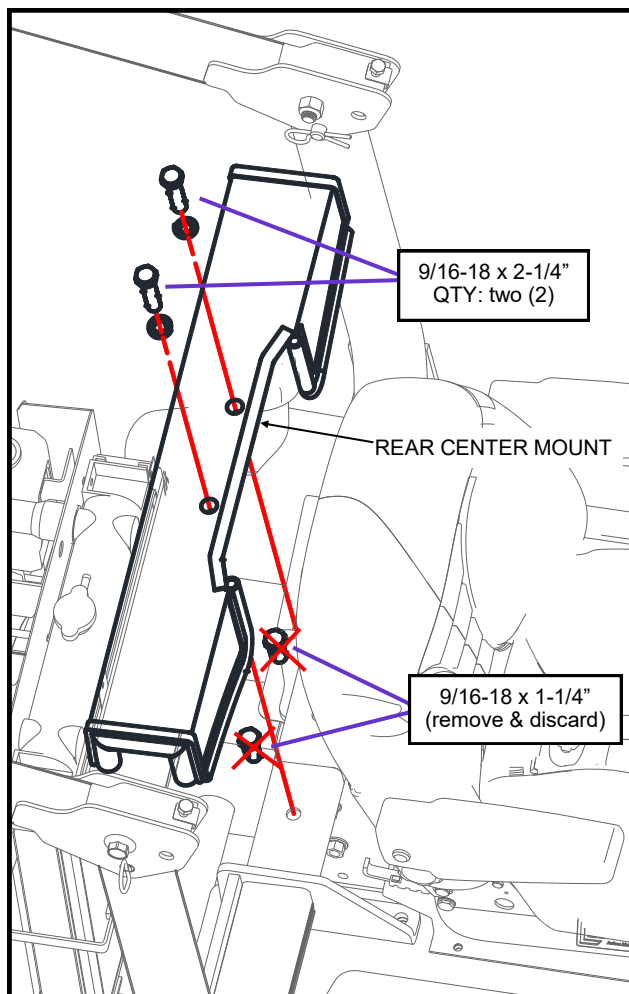 9/16-18 x 2-1/4”
QTY: two (2)
REAR CENTER MOUNT
9/16-18 x 1-1/4”
(remove & discard)